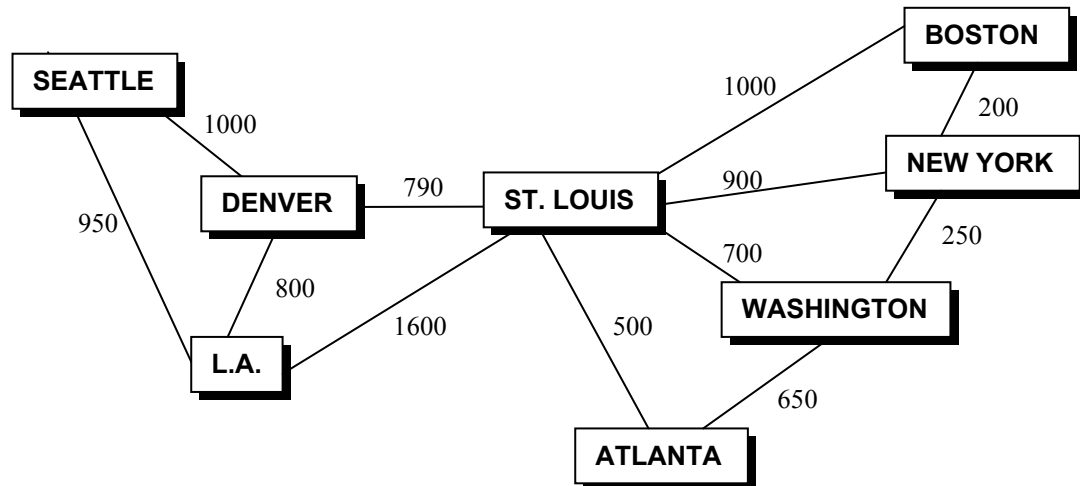 BOSTON
SEATTLE
1000
200
1000
NEW YORK
790
900
DENVER
ST. LOUIS
950
250
700
800
WASHINGTON
500
1600
L.A.
650
ATLANTA